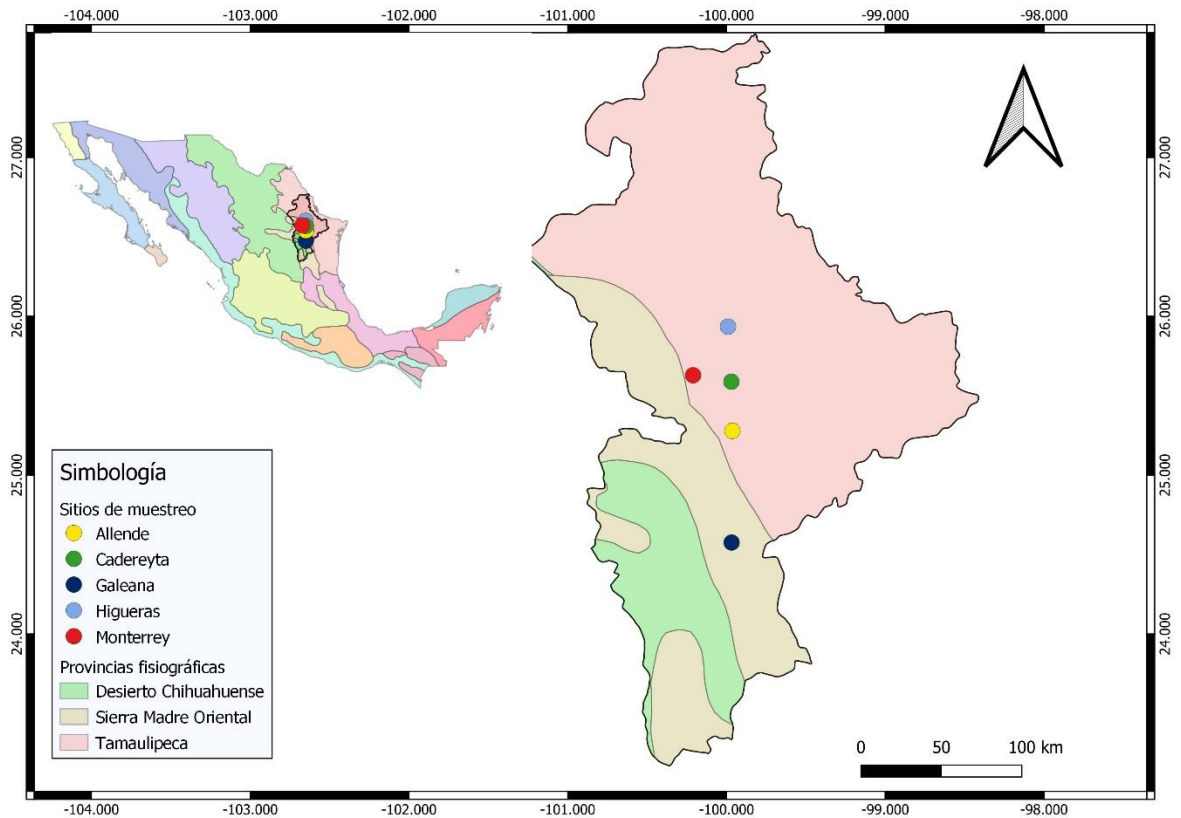 -104.000 -103.000 -102.000 -101.000 -100.000 -99.000 -98.000
27.000 27.000
26.000 26.000
25.000 25.000
24.000 24.000
Simbología
Sitios de muestreo
Allende
Cadereyta
Galeana
Higueras
Monterrey
Provincias fisiográficas
Desierto Chihuahuense
Sierra Madre Oriental
Tamaulipeca
0 50 100 km
-104.000 -103.000 -102.000 -101.000 -100.000 -99.000 -98.000